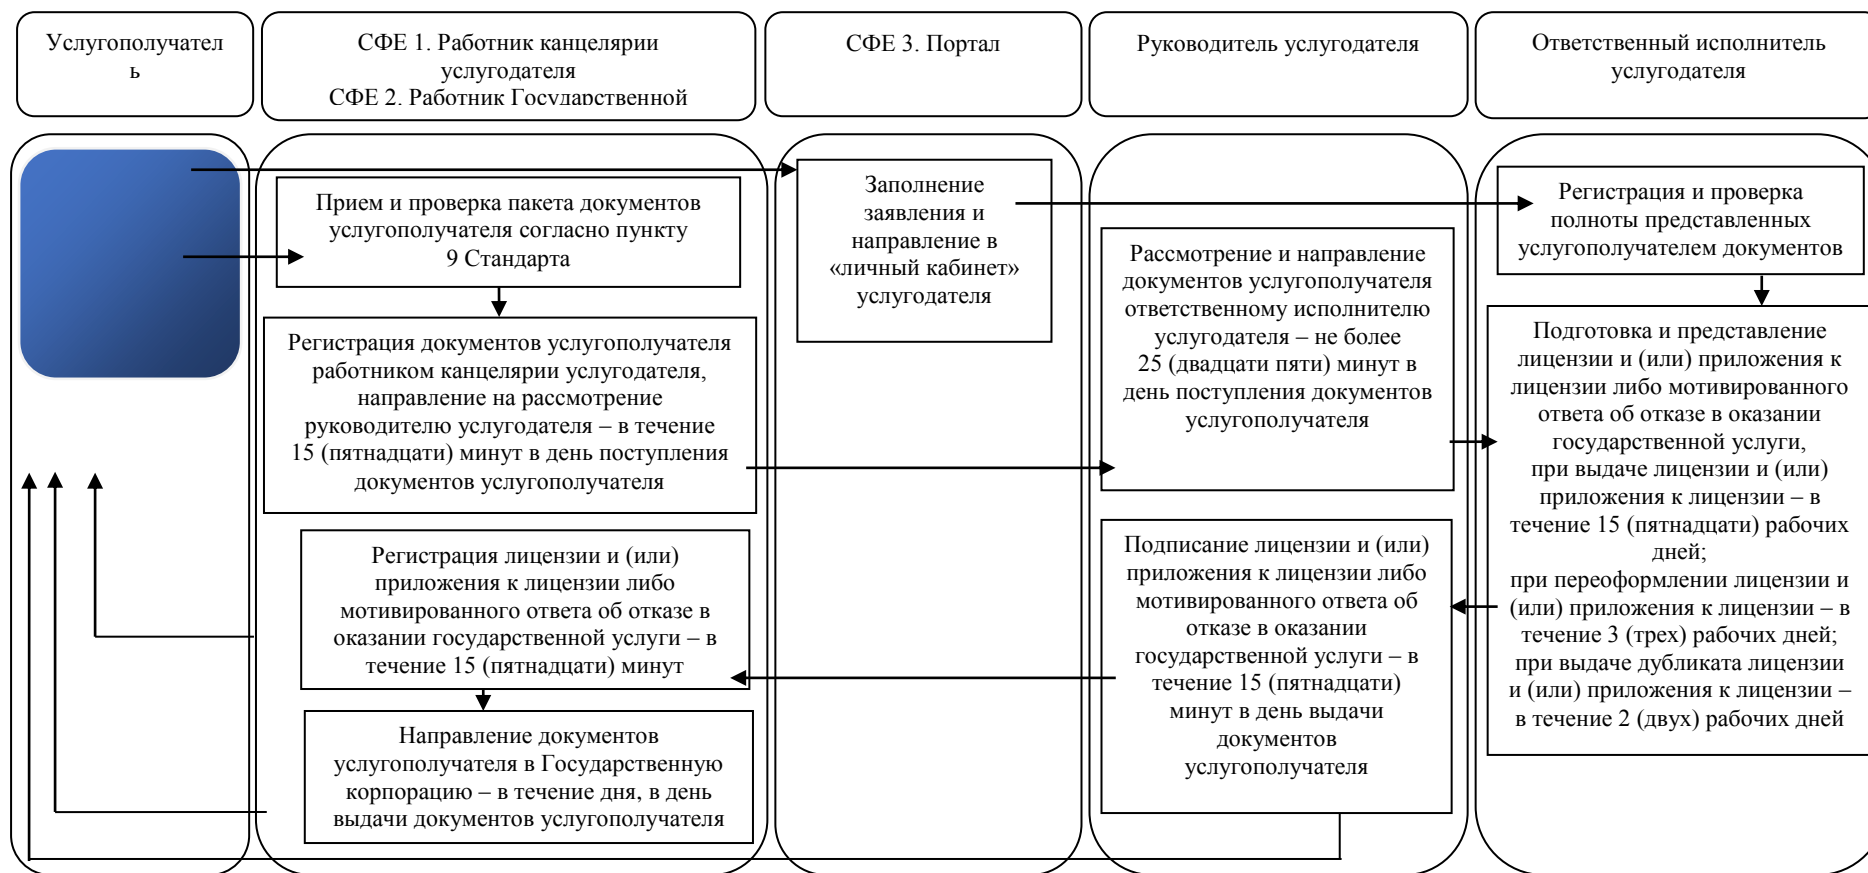 Услугополучател
ь
СФЕ 1. Работник канцелярии
услугодателя
СФЕ 2. Работник Государственной
СФЕ 3. Портал
Руководитель услугодателя
Ответственный исполнитель
услугодателя
Прием и проверка пакета документов
услугополучателя согласно пункту
9 Стандарта
Регистрация документов услугополучателя
работником канцелярии услугодателя,
направление на рассмотрение
руководителю услугодателя – в течение
15 (пятнадцати) минут в день поступления
документов услугополучателя
Регистрация лицензии и (или)
приложения к лицензии либо
мотивированного ответа об отказе в
оказании государственной услуги – в
течение 15 (пятнадцати) минут
Направление документов
услугополучателя в Государственную
корпорацию – в течение дня, в день
выдачи документов услугополучателя
Заполнение
заявления и
направление в
«личный кабинет»
услугодателя
Рассмотрение и направление
документов услугополучателя
ответственному исполнителю
услугодателя – не более
25 (двадцати пяти) минут в
день поступления документов
услугополучателя
Подписание лицензии и (или)
приложения к лицензии либо
мотивированного ответа об
отказе в оказании
государственной услуги – в
течение 15 (пятнадцати)
минут в день выдачи
документов
услугополучателя
Регистрация и проверка
полноты представленных
услугополучателем документов
Подготовка и представление
лицензии и (или) приложения к
лицензии либо мотивированного
ответа об отказе в оказании
государственной услуги,
при выдаче лицензии и (или)
приложения к лицензии – в
течение 15 (пятнадцати) рабочих
дней;
при переоформлении лицензии и
(или) приложения к лицензии – в
течение 3 (трех) рабочих дней;
при выдаче дубликата лицензии
и (или) приложения к лицензии –
в течение 2 (двух) рабочих дней